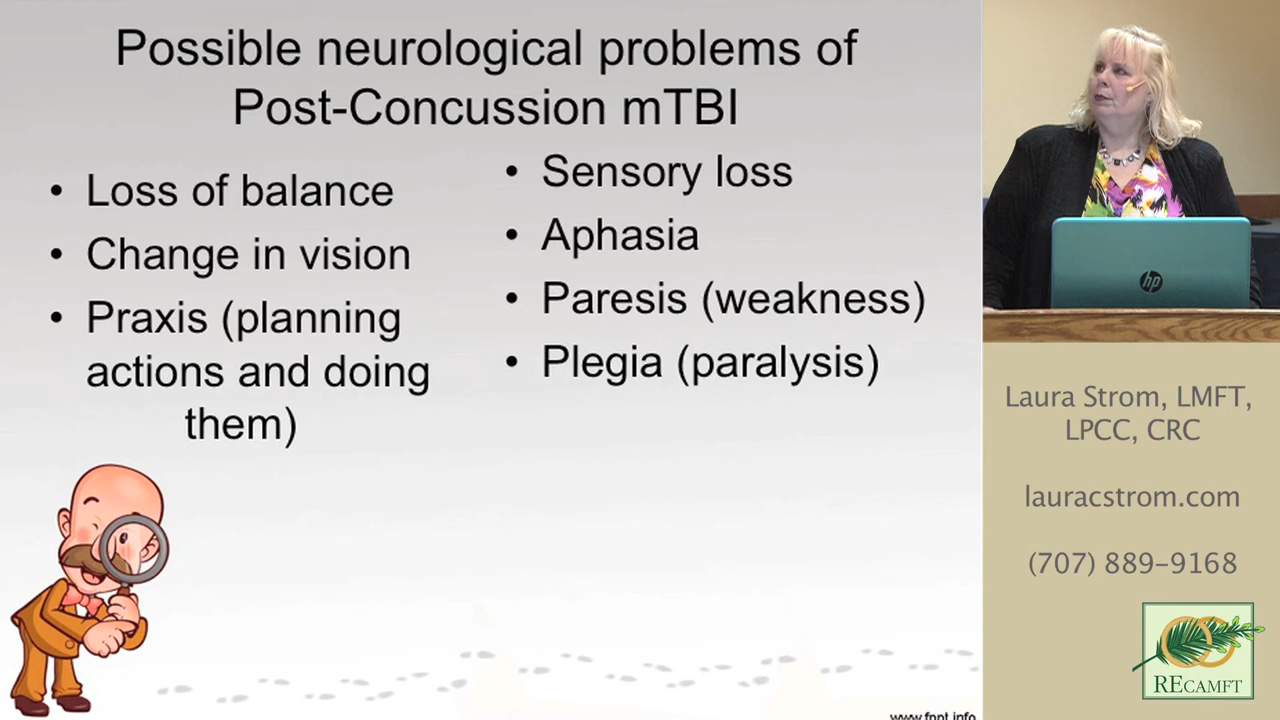 Possible neurological problems of
Post-Concussion mTBI
• Loss of balance
• Change in vision
• Praxis (planning
actions and doing
them)
• Sensory loss
• Aphasia
• Paresis (weakness)
• Plegia (paralysis)
www.fppt.info
hp
Laura Strom, LMFT,
LPCC, CRC
lauracstrom.com
(707) 889-9168
RECAMFT